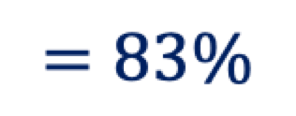 = 83%